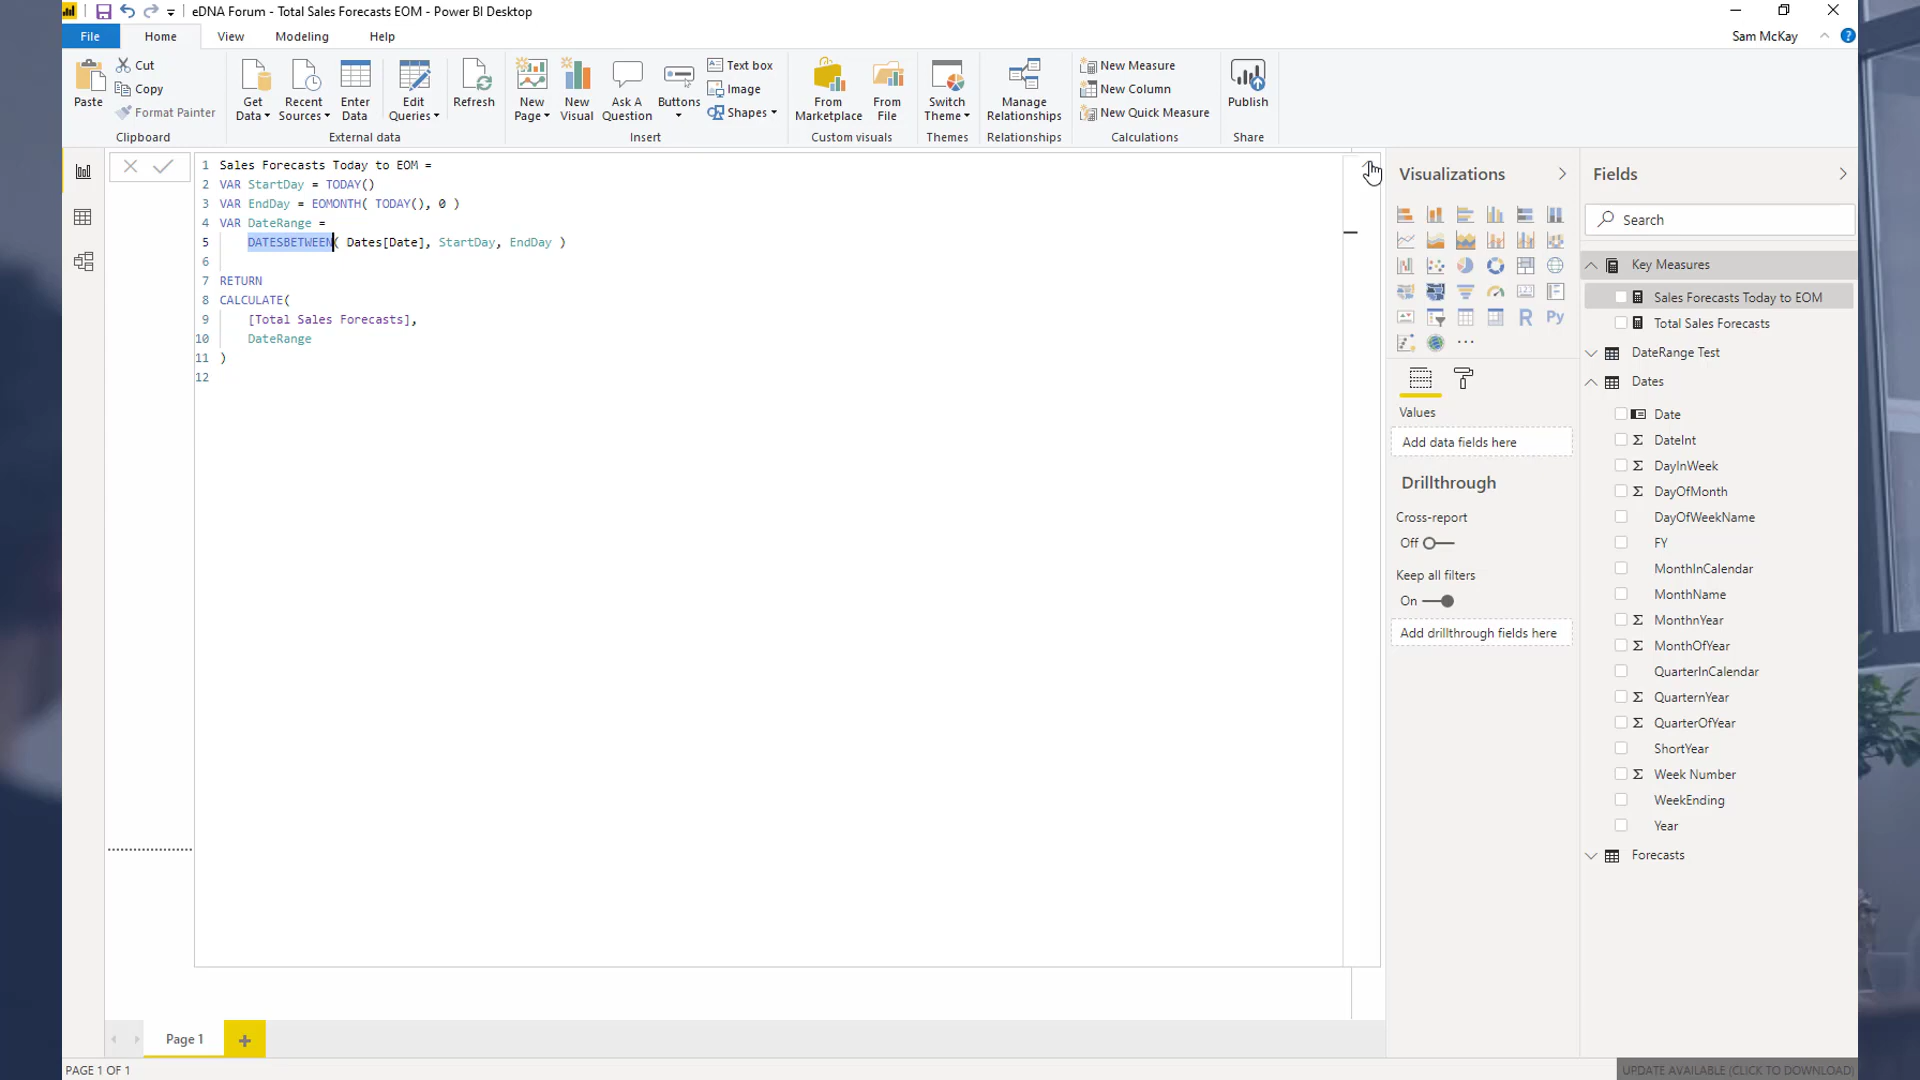 eDNA Forum - Total Sales Forecasts EOM - Power BI Desktop
File Home View Modeling Help
Sam McKay
Paste
Cut
Copy
Format Painter
Clipboard
Get Data
Recent Sources
Enter Data
Edit Queries
Refresh
External data
New Page
New Visual
Ask A Question
Buttons
Text box
Image
Shapes
Insert
From Marketplace
From File
Custom visuals
Switch Theme
Themes
Manage Relationships
Relationships
New Measure
New Column
New Quick Measure
Calculations
Publish
Share
1 Sales Forecasts Today to EOM =
2 VAR StartDay = TODAY()
3 VAR EndDay = EOMONTH( TODAY(), 0 )
4 VAR DateRange =
5 DATESBETWEEN( Dates[Date], StartDay, EndDay )
6
7 RETURN
8 CALCULATE(
9 [Total Sales Forecasts],
10 DateRange
11 )
12
Visualizations
R
Py
Values
Add data fields here
Drillthrough
Cross-report
Off
Keep all filters
On
Add drillthrough fields here
Fields
Search
Key Measures
Sales Forecasts Today to EOM
Total Sales Forecasts
DateRange Test
Dates
Date
DateInt
DayInWeek
DayOfMonth
DayOfWeekName
FY
MonthInCalendar
MonthName
MonthnYear
MonthOfYear
QuarterInCalendar
QuarternYear
QuarterOfYear
ShortYear
Week Number
WeekEnding
Year
Forecasts
Page 1
PAGE 1 OF 1
UPDATE AVAILABLE (CLICK TO DOWNLOAD)